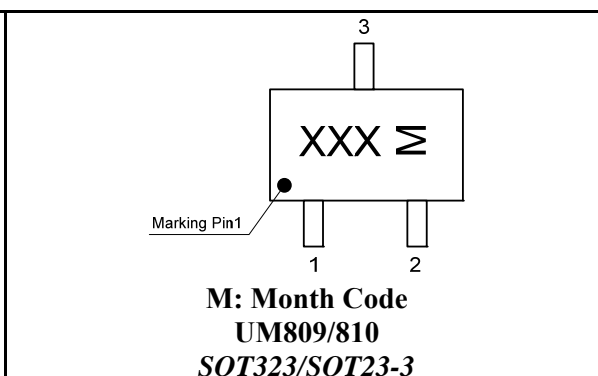 3
XXX M
Marking Pin1
1 2
M: Month Code
UM809/810
SOT323/SOT23-3